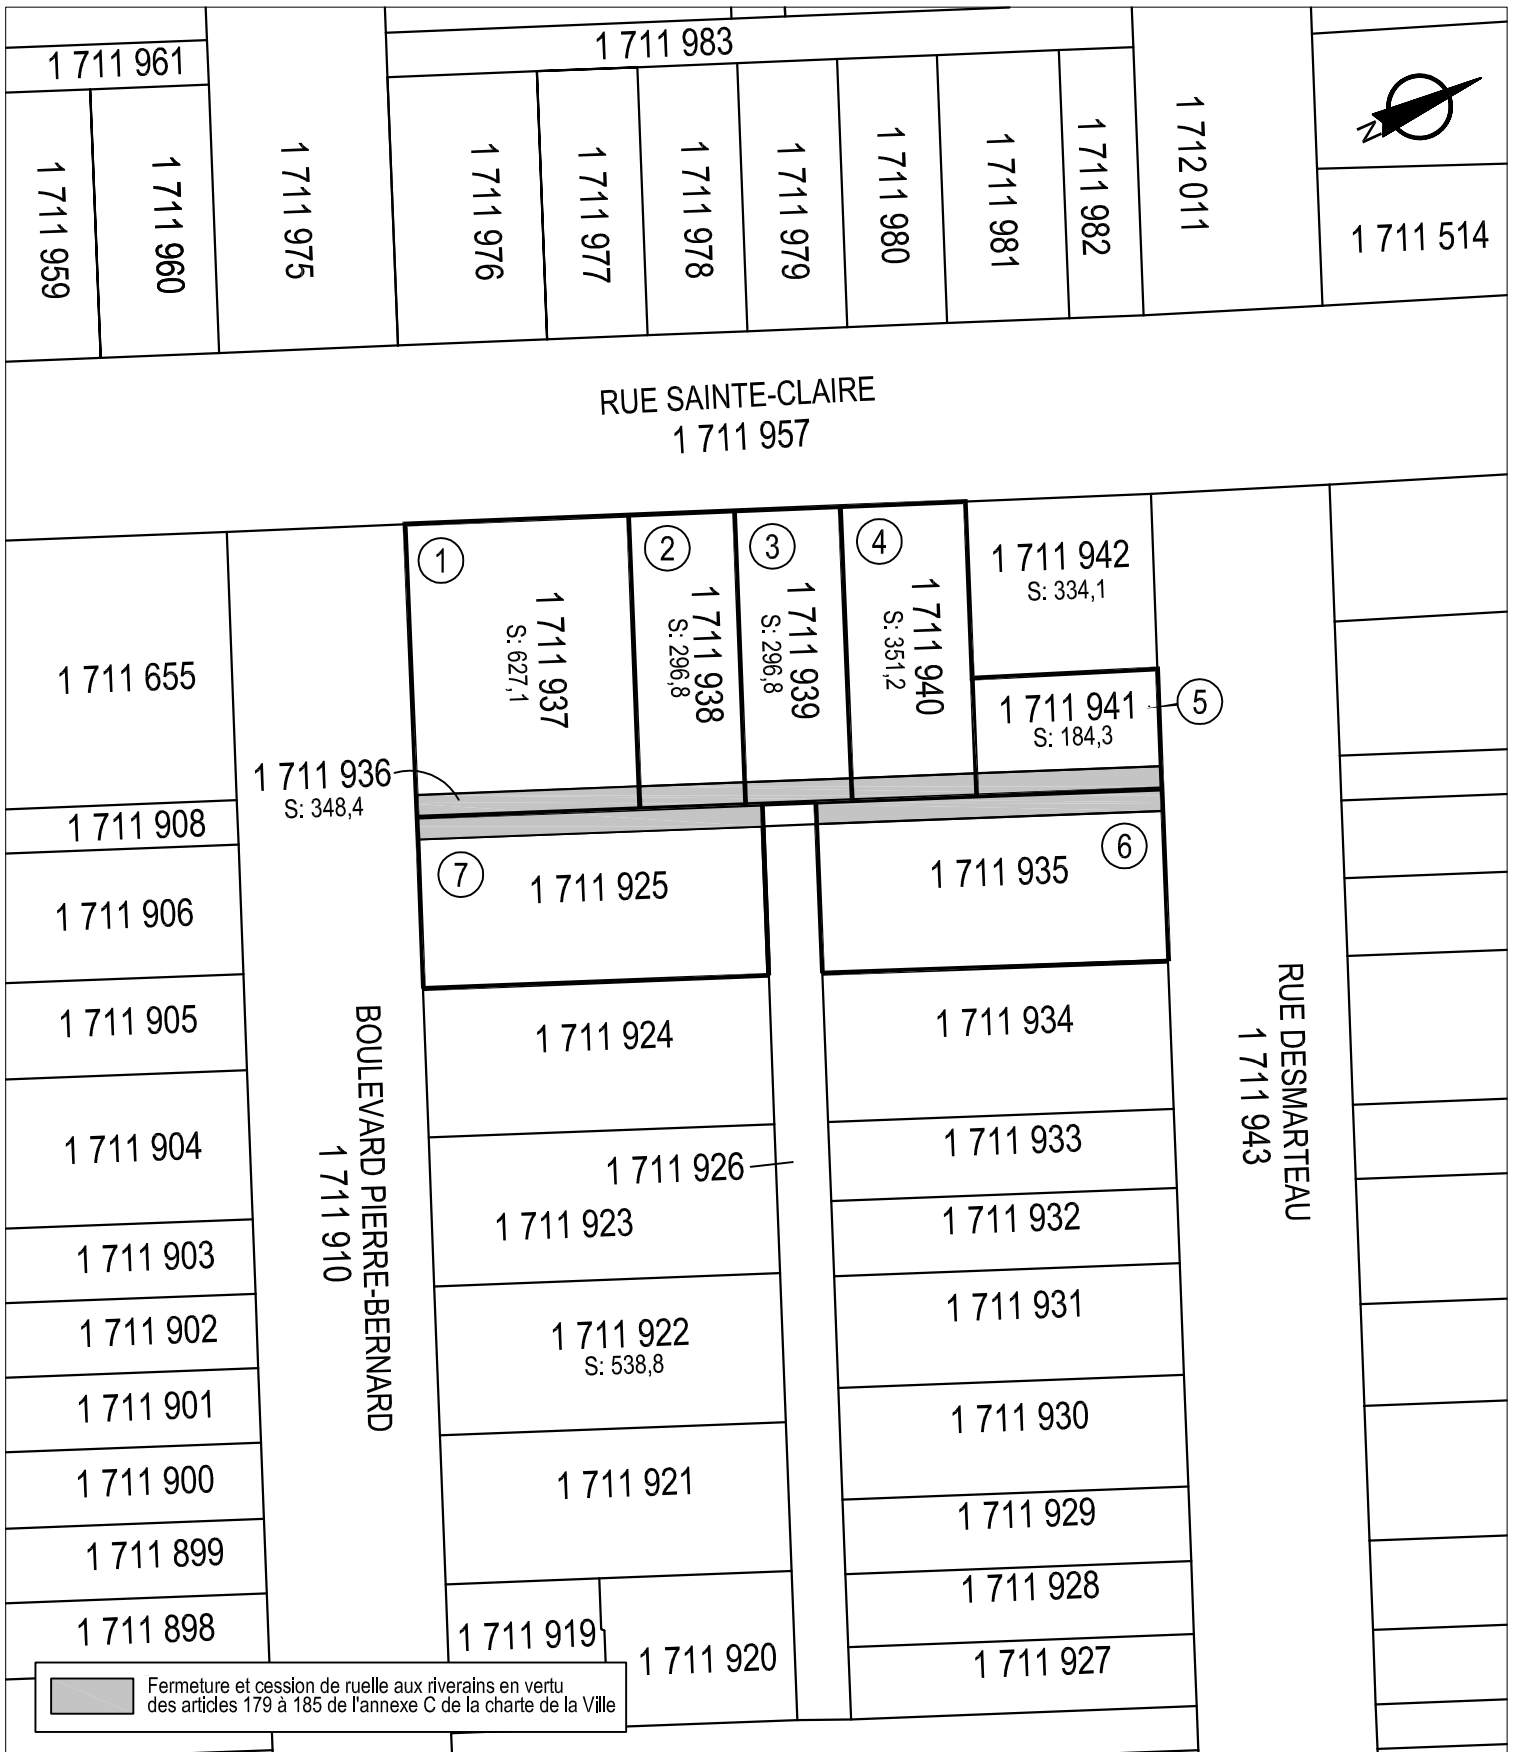 1 711 961
1 711 983
1 711 959
1 711 960
1 711 975
1 711 976
1 711 977
1 711 978
1 711 979
1 711 980
1 711 981
1 711 982
1 712 011
N
1 711 514
RUE SAINTE-CLAIRE
1 711 957
1
1 711 937
S: 627,1
2
1 711 938
S: 296,8
3
1 711 939
S: 296,8
4
1 711 940
S: 351,2
1 711 942
S: 334,1
1 711 941
S: 184,3
5
1 711 655
1 711 936
S: 348,4
1 711 908
1 711 906
1 711 905
1 711 904
1 711 903
1 711 902
1 711 901
1 711 900
1 711 899
1 711 898
BOULEVARD PIERRE-BERNARD
1 711 910
7
1 711 925
6
1 711 935
1 711 924
1 711 934
1 711 926
1 711 933
1 711 923
1 711 932
1 711 922
S: 538,8
1 711 931
1 711 930
1 711 921
1 711 929
1 711 928
1 711 919
1 711 920
1 711 927
RUE DESMARTEAU
1 711 943
Fermeture et cession de ruelle aux riverains en vertu
des articles 179 à 185 de l'annexe C de la charte de la Ville